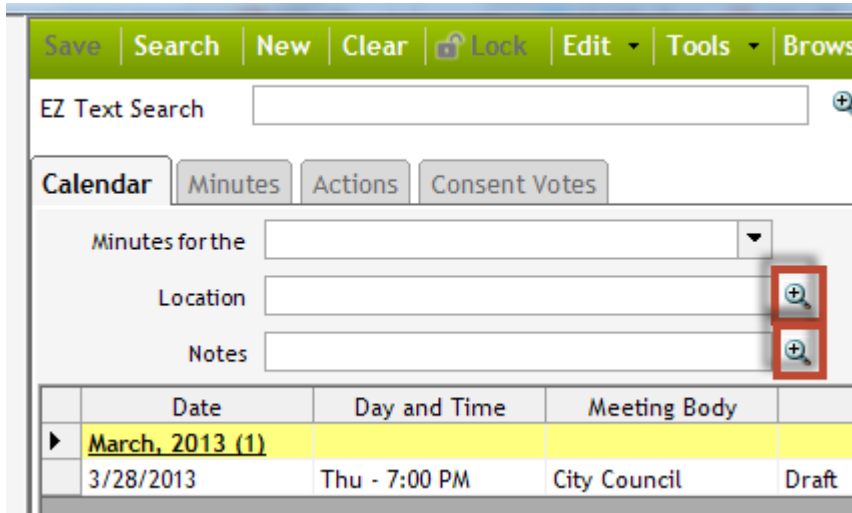 Save Search New Clear Lock Edit Tools Brows
EZ Text Search
Calendar Minutes Actions Consent Votes
Minutes for the
Location
Notes
Date Day and Time Meeting Body
March, 2013 (1)
3/28/2013 Thu - 7:00 PM City Council Draft